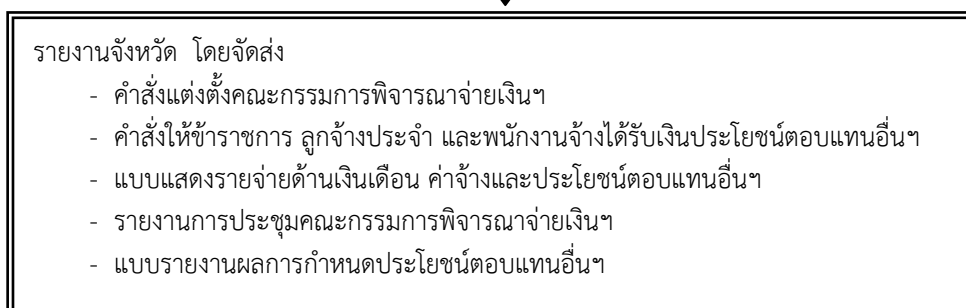 รายงานจังหวัด โดยจัดส่ง
- คำสั่งแต่งตั้งคณะกรรมการพิจารณาจ่ายเงินฯ
- คำสั่งให้ข้าราชการ ลูกจ้างประจำ และพนักงานจ้างได้รับเงินประโยชน์ตอบแทนอื่นฯ
- แบบแสดงรายจ่ายด้านเงินเดือน ค่าจ้างและประโยชน์ตอบแทนอื่นฯ
- รายงานการประชุมคณะกรรมการพิจารณาจ่ายเงินฯ
- แบบรายงานผลการกำหนดประโยชน์ตอบแทนอื่นฯ